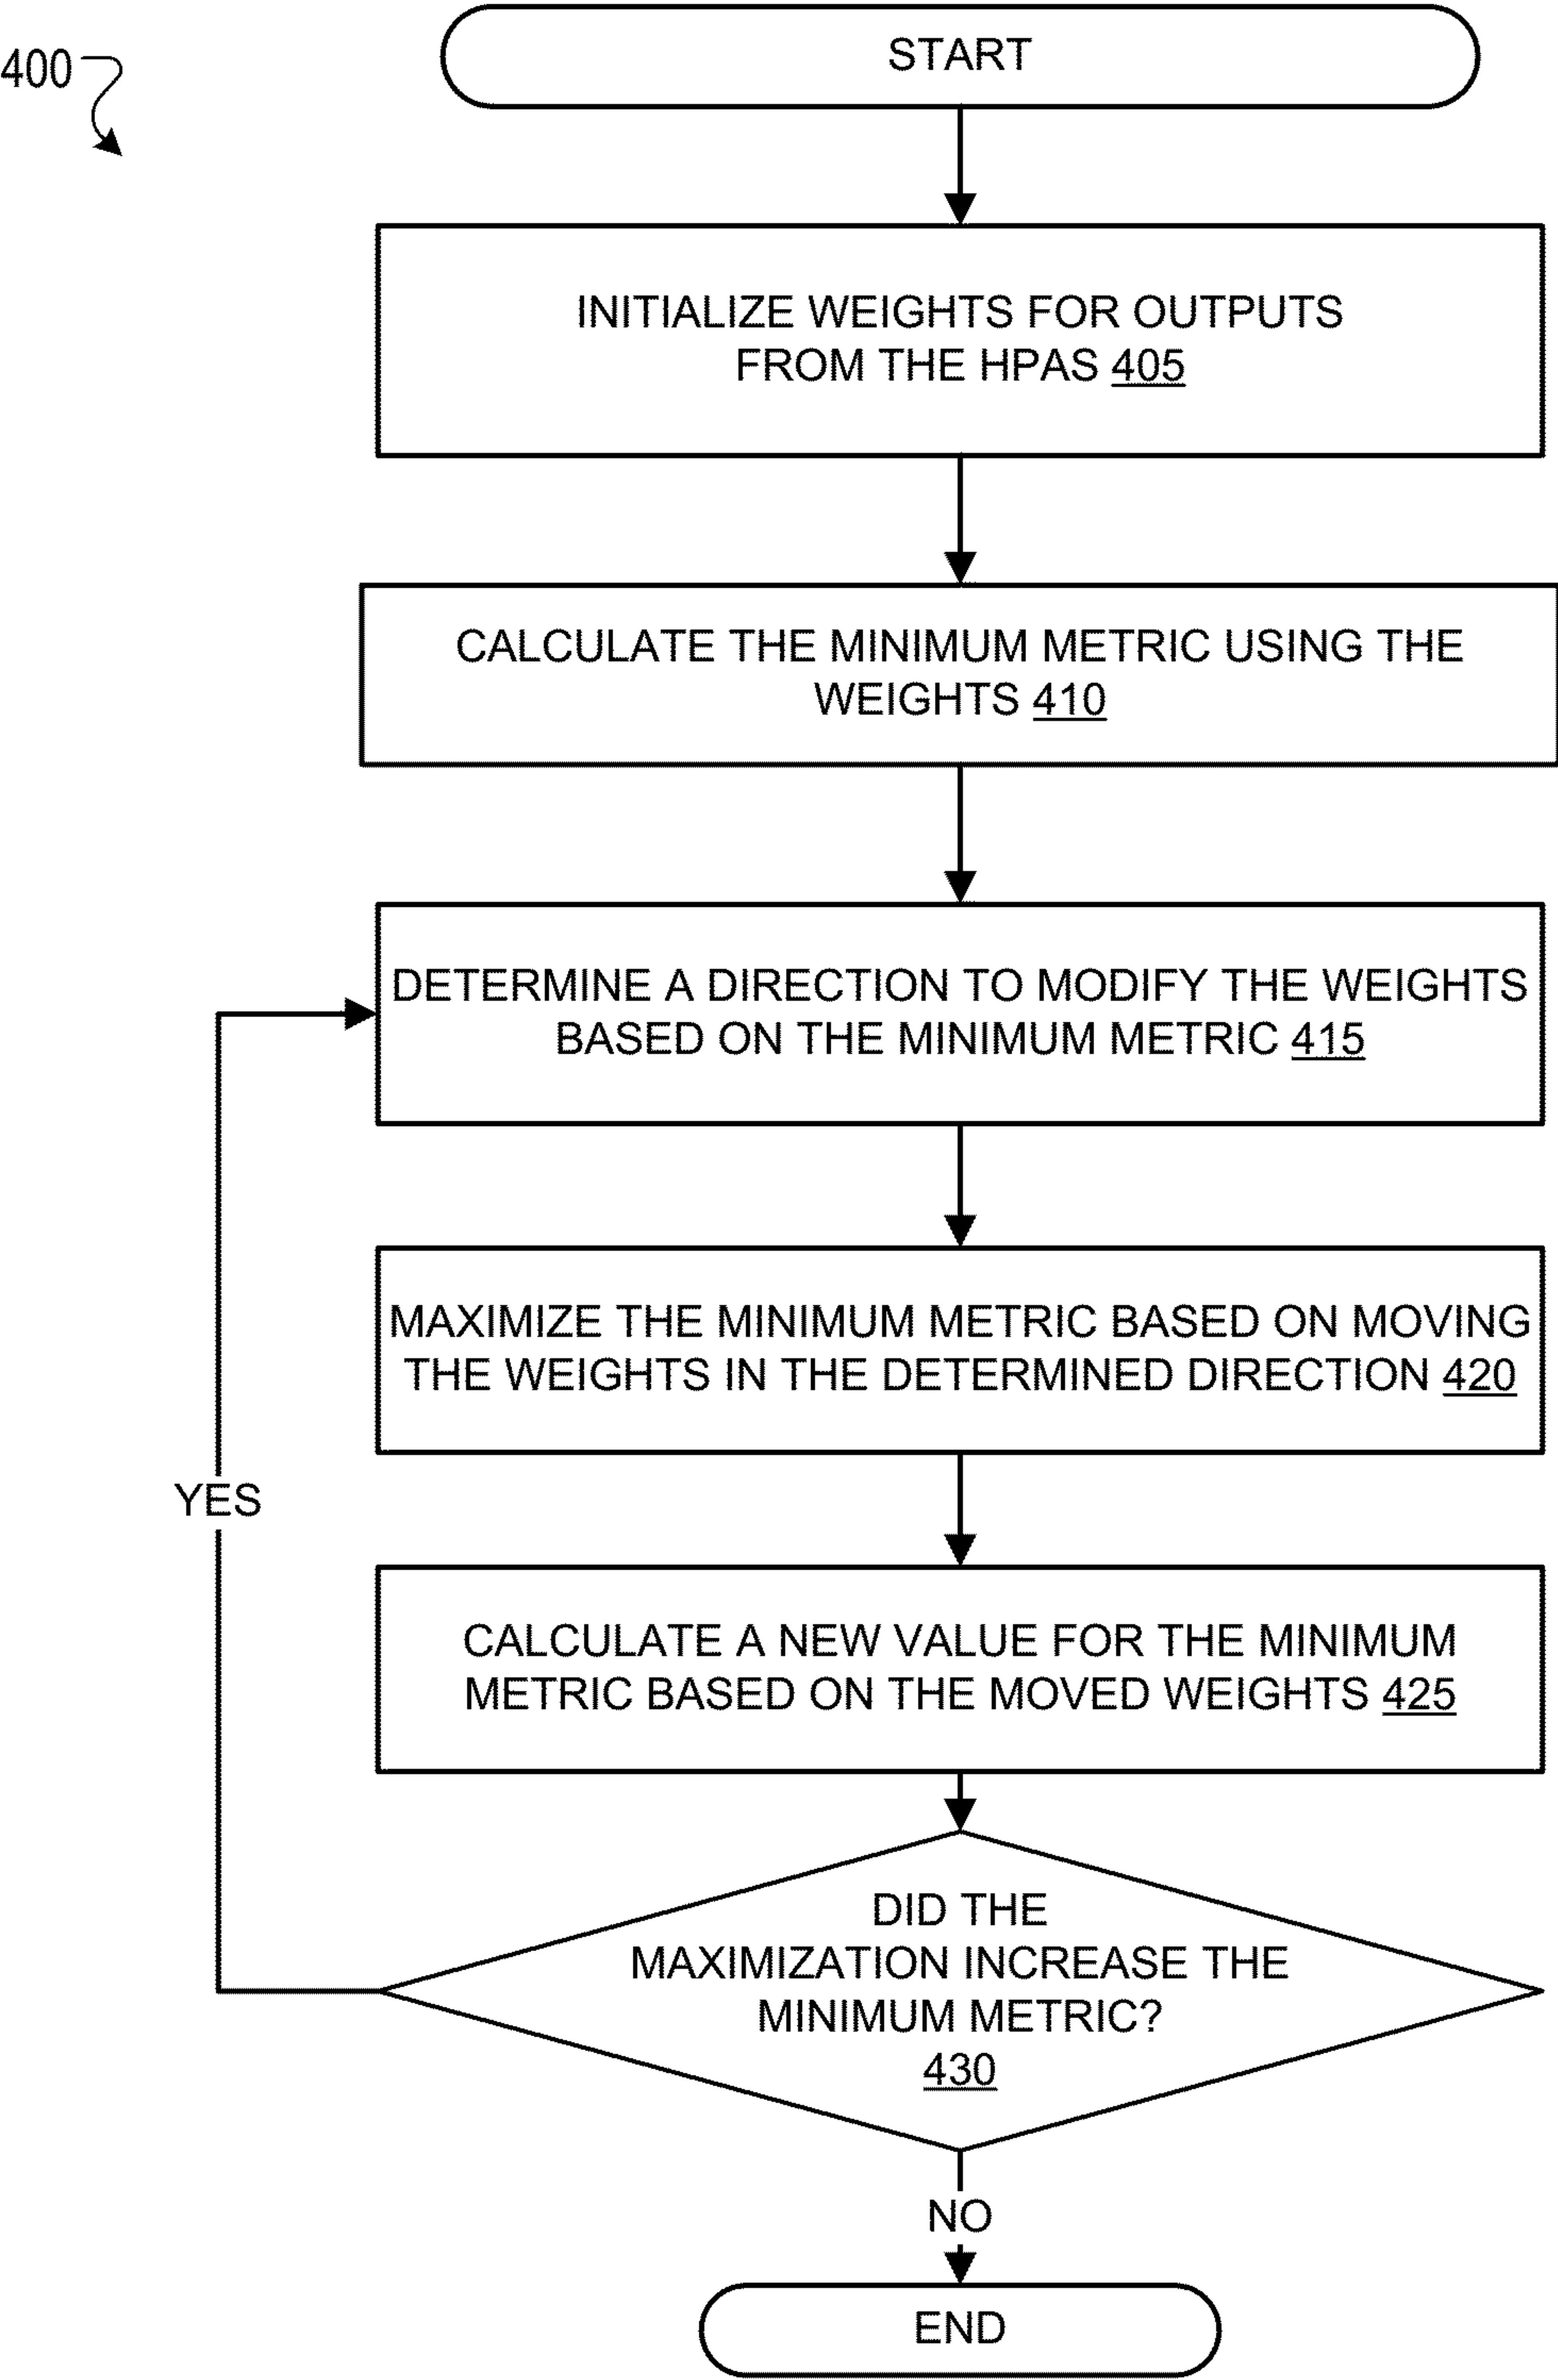 400
START
INITIALIZE WEIGHTS FOR OUTPUTS
FROM THE HPAS 405
CALCULATE THE MINIMUM METRIC USING THE
WEIGHTS 410
DETERMINE A DIRECTION TO MODIFY THE WEIGHTS
BASED ON THE MINIMUM METRIC 415
MAXIMIZE THE MINIMUM METRIC BASED ON MOVING
THE WEIGHTS IN THE DETERMINED DIRECTION 420
YES
CALCULATE A NEW VALUE FOR THE MINIMUM
METRIC BASED ON THE MOVED WEIGHTS 425
DID THE
MAXIMIZATION INCREASE THE
MINIMUM METRIC?
430
NO
END